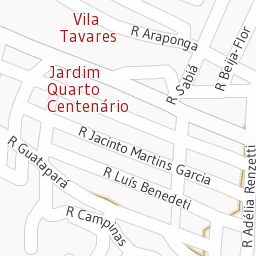 Vila
Tavares
R Araponga
R Beija-Flor
R Sabiá
Jardim
Quarto
Centenário
R Jacinto Martins Garcia
R Guatapará
R Luís Benedeti
R Adélia Renzetti
R Campinas